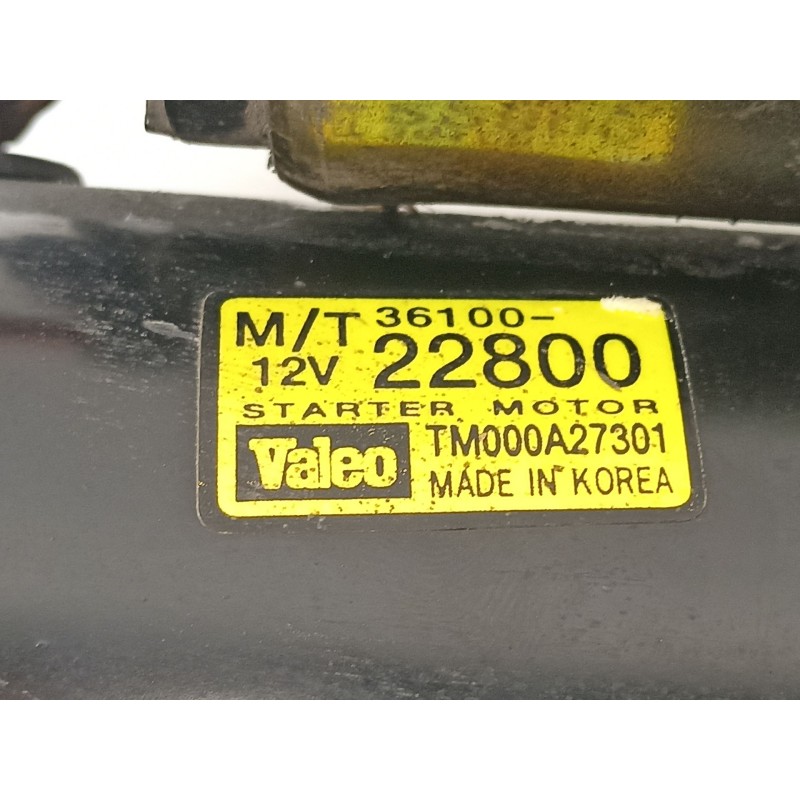 M/T 36100-
12V 22800
STARTER MOTOR
Valeo TM000A27301
MADE IN KOREA